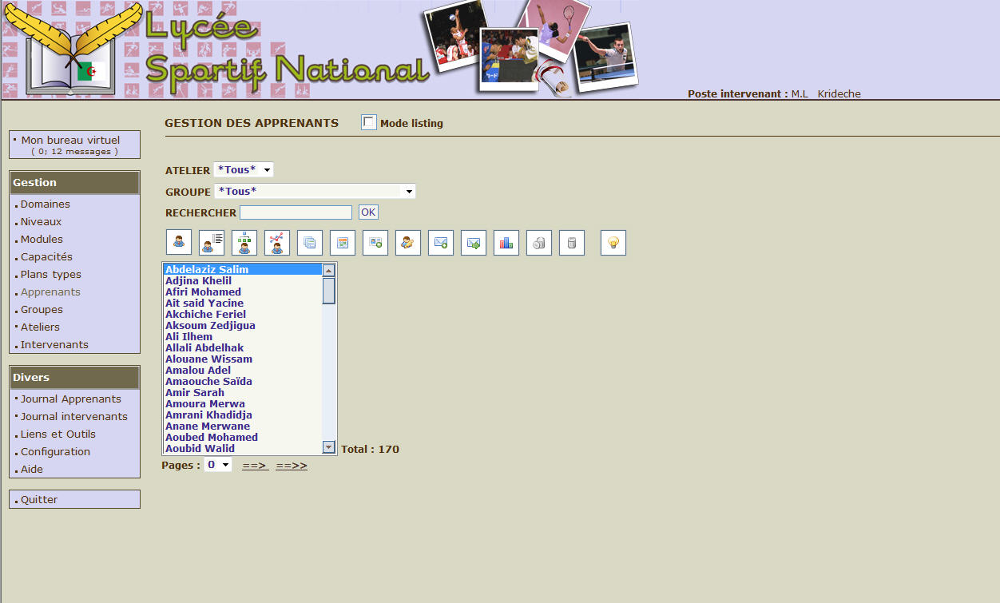 Lycée
Sportif National
Poste intervenant : M.L Krideche
Mon bureau virtuel
( 0; 12 messages )
Gestion
Domaines
Niveaux
Modules
Capacités
Plans types
Apprenants
Groupes
Ateliers
Intervenants
Divers
Journal Apprenants
Journal intervenants
Liens et Outils
Configuration
Aide
Quitter
GESTION DES APPRENANTS Mode listing
ATELIER *Tous*
GROUPE *Tous*
RECHERCHER OK
Abdelaziz Salim
Adjina Khelil
Afiri Mohamed
Ait said Yacine
Akchiche Feriel
Aksoum Zedjigua
Ali Ilhem
Allali Abdelhak
Alouane Wissam
Amalou Adel
Amaouche Saïda
Amir Sarah
Amoura Merwa
Amrani Khadidja
Anane Merwane
Aoubed Mohamed
Aoubid Walid
Total : 170
Pages : 0 ==> ==>>